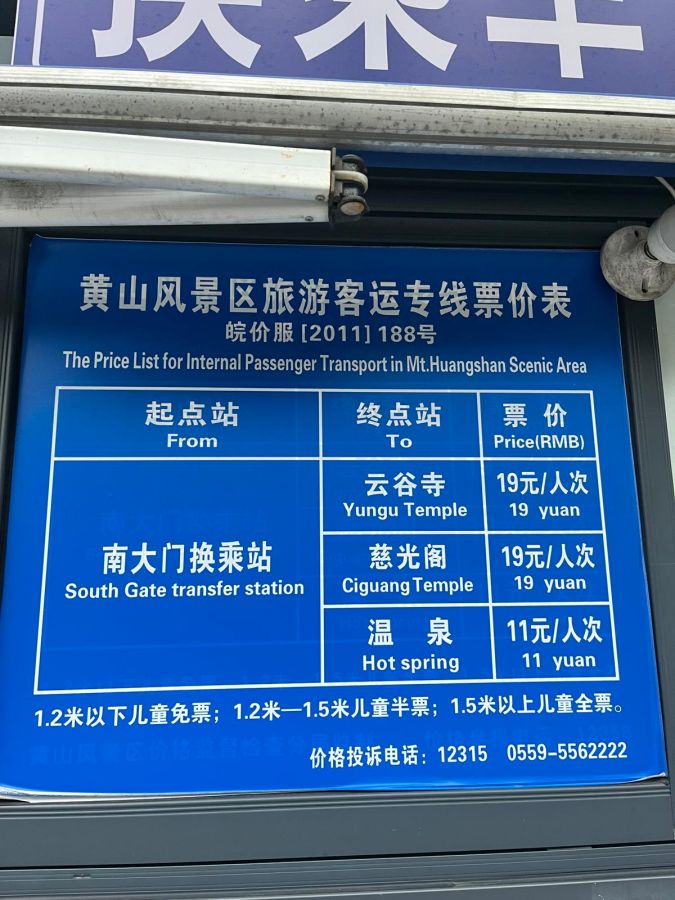 换乘车
黄山风景区旅游客运专线票价表
皖价服 [2011] 188号
The Price List for Internal Passenger Transport in Mt.Huangshan Scenic Area
起点站 终点站 票价
From To Price(RMB)
云谷寺 19元/人次
Yungu Temple 19 yuan
南大门换乘站 慈光阁 19元/人次
South Gate transfer station Ciguang Temple 19 yuan
温泉 11元/人次
Hot spring 11 yuan
1.2米以下儿童免票；1.2米—1.5米儿童半票；1.5米以上儿童全票。
价格投诉电话：12315 0559-5562222